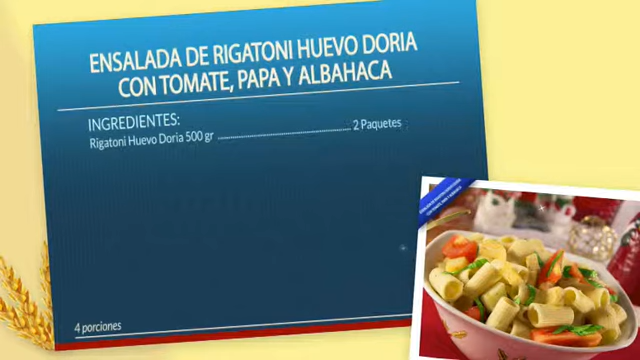 ENSALADA DE RIGATONI HUEVO DORIA
CON TOMATE, PAPA Y ALBAHACA
INGREDIENTES:
Rigatoni Huevo Doria 500 gr ........................................ 2 Paquetes
4 porciones